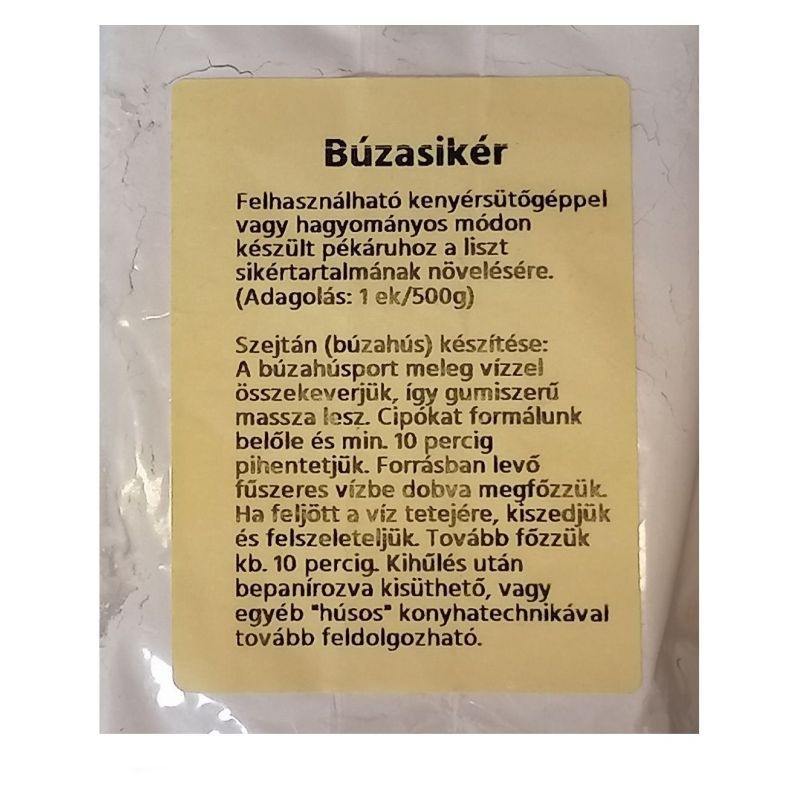 Búzasikér
Felhasználható kenyérsütőgéppel
vagy hagyományos módon
készült pékáruhoz a liszt
sikértartalmának növelésére.
(Adagolás: 1 ek/500g)
Szejtán (búzahús) készítése:
A búzahúsport meleg vízzel
összekeverjük, így gumiszerű
massza lesz. Cipókat formálunk
belőle és min. 10 percig
pihentetjük. Forrásban levő
fűszeres vízbe dobva megfőzzük.
Ha feljött a víz tetejére, kiszedjük
és felszeleteljük. Tovább főzzük
kb. 10 percig. Kihűlés után
bepanírozva kisüthető, vagy
egyéb "húsos" konyhatechnikával
tovább feldolgozható.